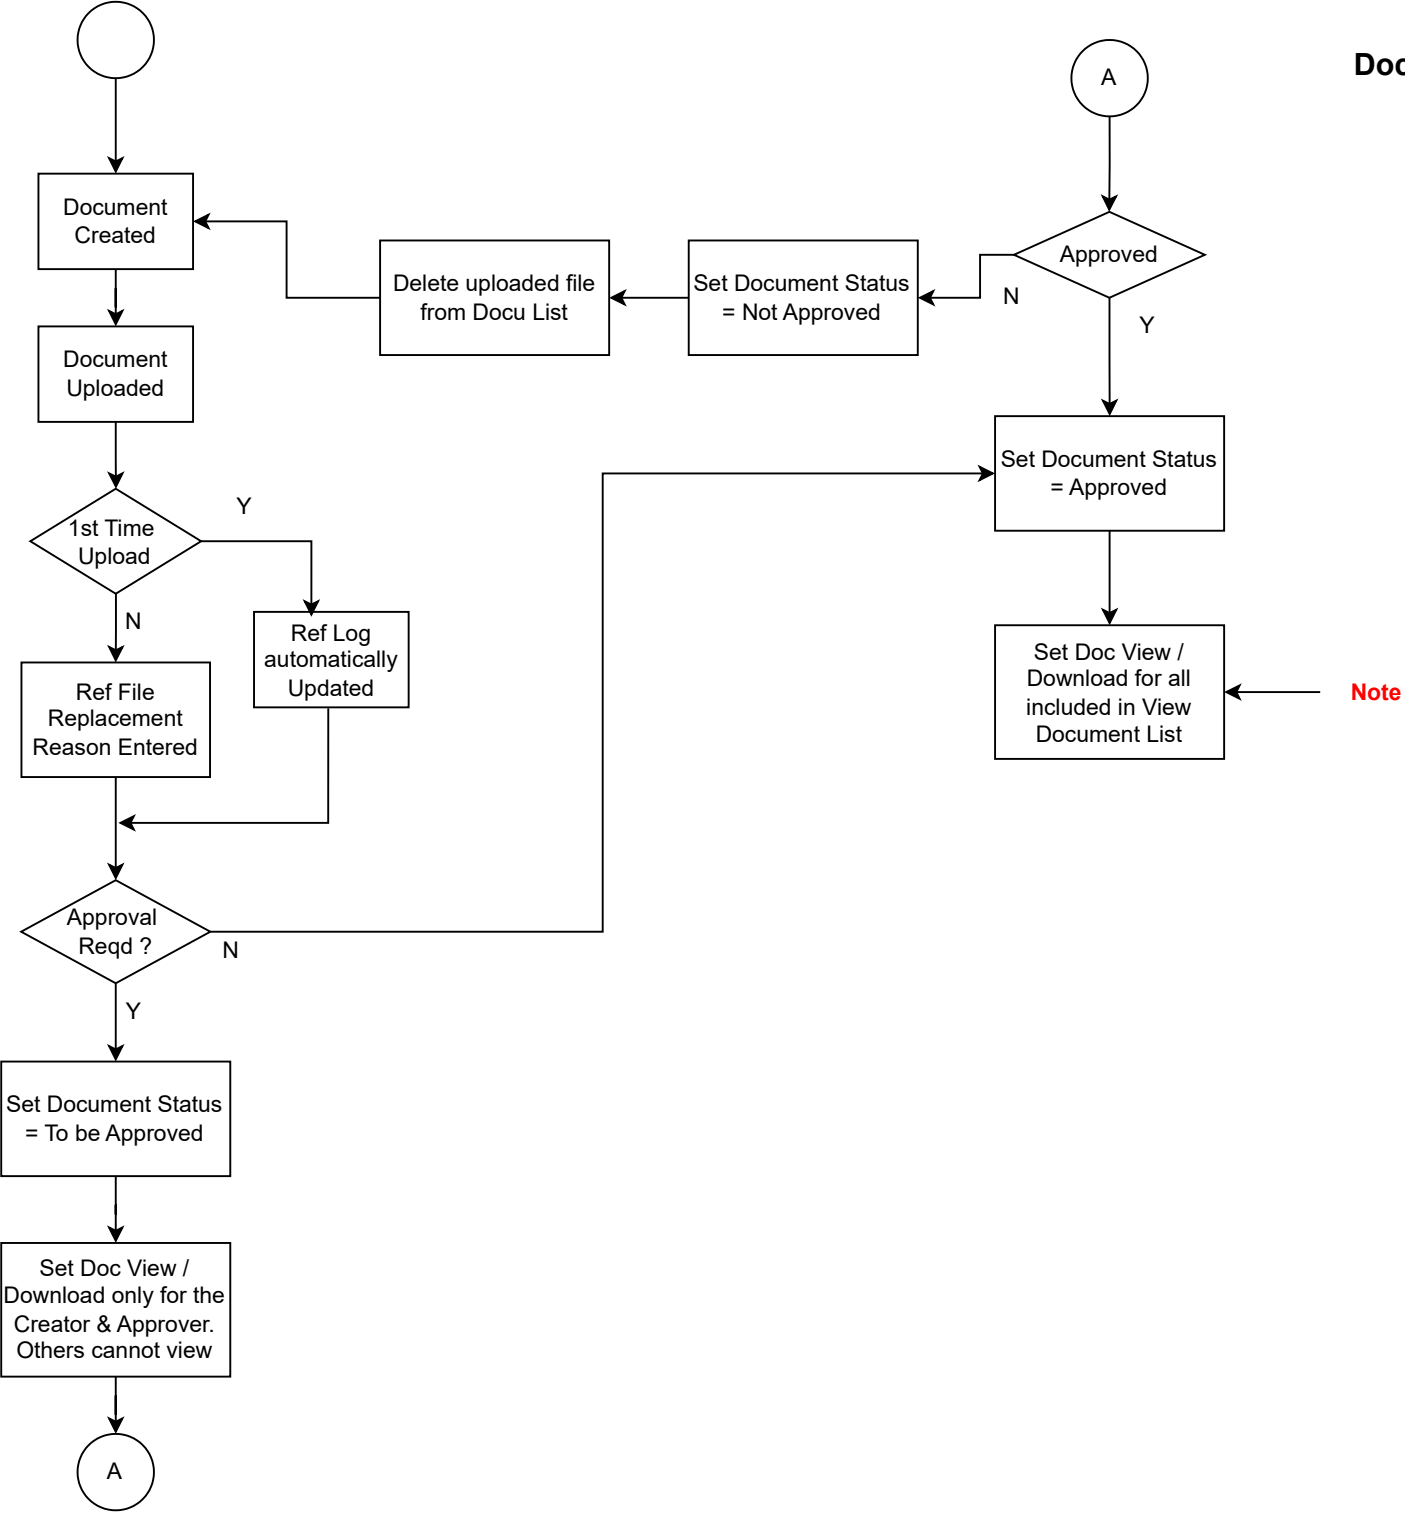 Document
Created
Document
Uploaded
1st Time
Upload
Y
N
Ref Log
automatically
Updated
Ref File
Replacement
Reason Entered
Approval
Reqd ?
N
Y
Set Document Status
= To be Approved
Set Doc View /
Download only for the
Creator & Approver.
Others cannot view
A
A
Approved
N
Y
Set Document Status
= Not Approved
Delete uploaded file
from Docu List
Set Document Status
= Approved
Set Doc View /
Download for all
included in View
Document List
Note